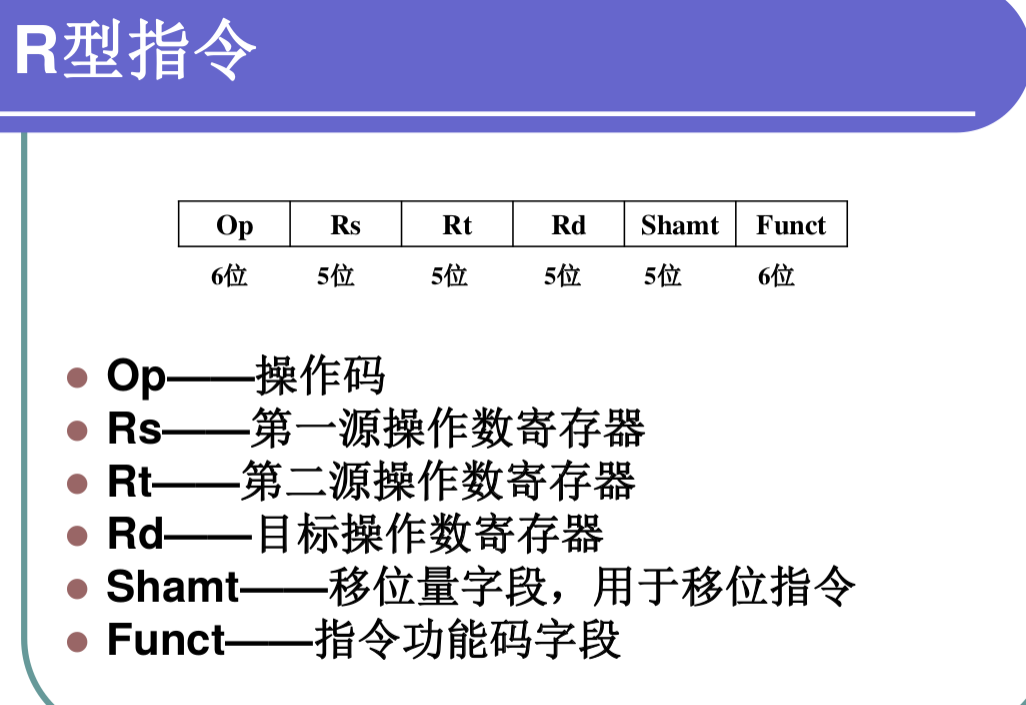 R型指令
Op Rs Rt Rd Shamt Funct
6位 5位 5位 5位 5位 6位
Op——操作码
Rs——第一源操作数寄存器
Rt——第二源操作数寄存器
Rd——目标操作数寄存器
Shamt——移位量字段，用于移位指令
Funct——指令功能码字段